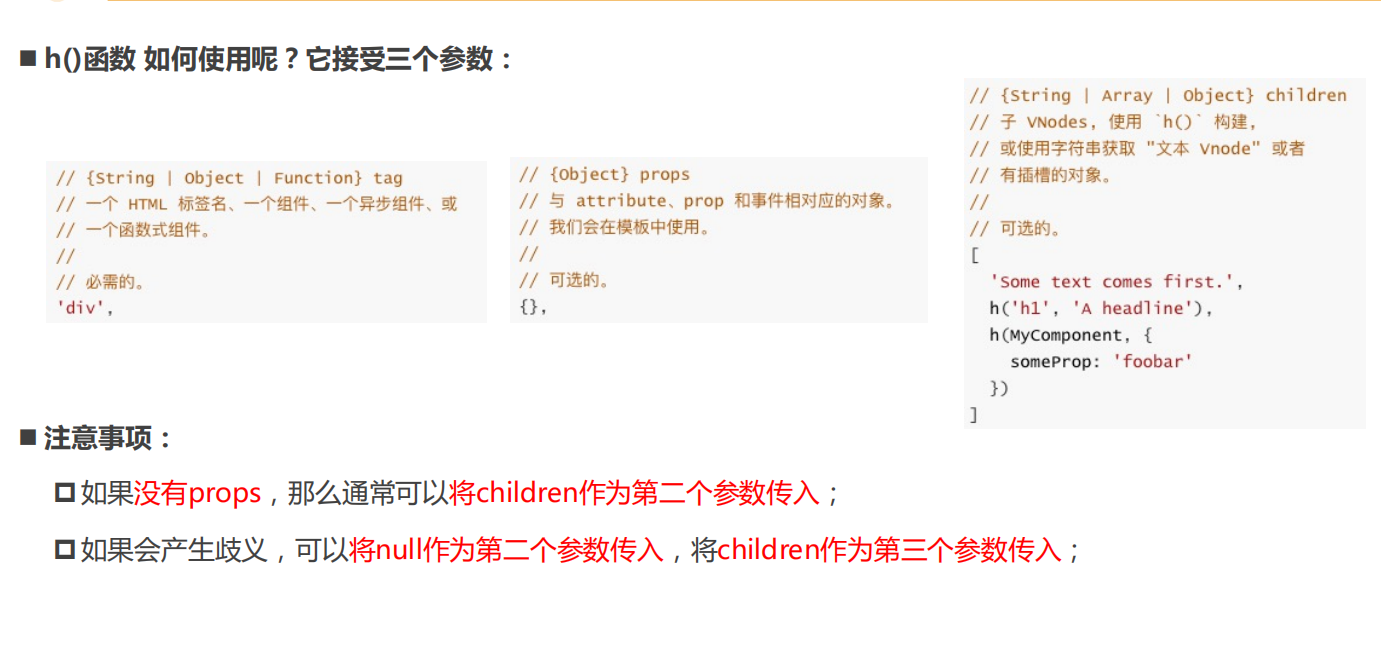 ■ h()函数 如何使用呢？它接受三个参数：
// {String | Object | Function} tag
// 一个 HTML 标签名、一个组件、一个异步组件、或
// 一个函数式组件。
//
// 必需的。
'div',
// {Object} props
// 与 attribute、prop 和事件相对应的对象。
// 我们会在模板中使用。
//
// 可选的。
{},
// {String | Array | Object} children
// 子 VNodes, 使用 `h()` 构建,
// 或使用字符串获取 "文本 Vnode" 或者
// 有插槽的对象。
//
// 可选的。
[
  'Some text comes first.',
  h('h1', 'A headline'),
  h(MyComponent, {
    someProp: 'foobar'
  })
]
■ 注意事项：
如果没有props，那么通常可以将children作为第二个参数传入；
如果会产生歧义，可以将null作为第二个参数传入，将children作为第三个参数传入；